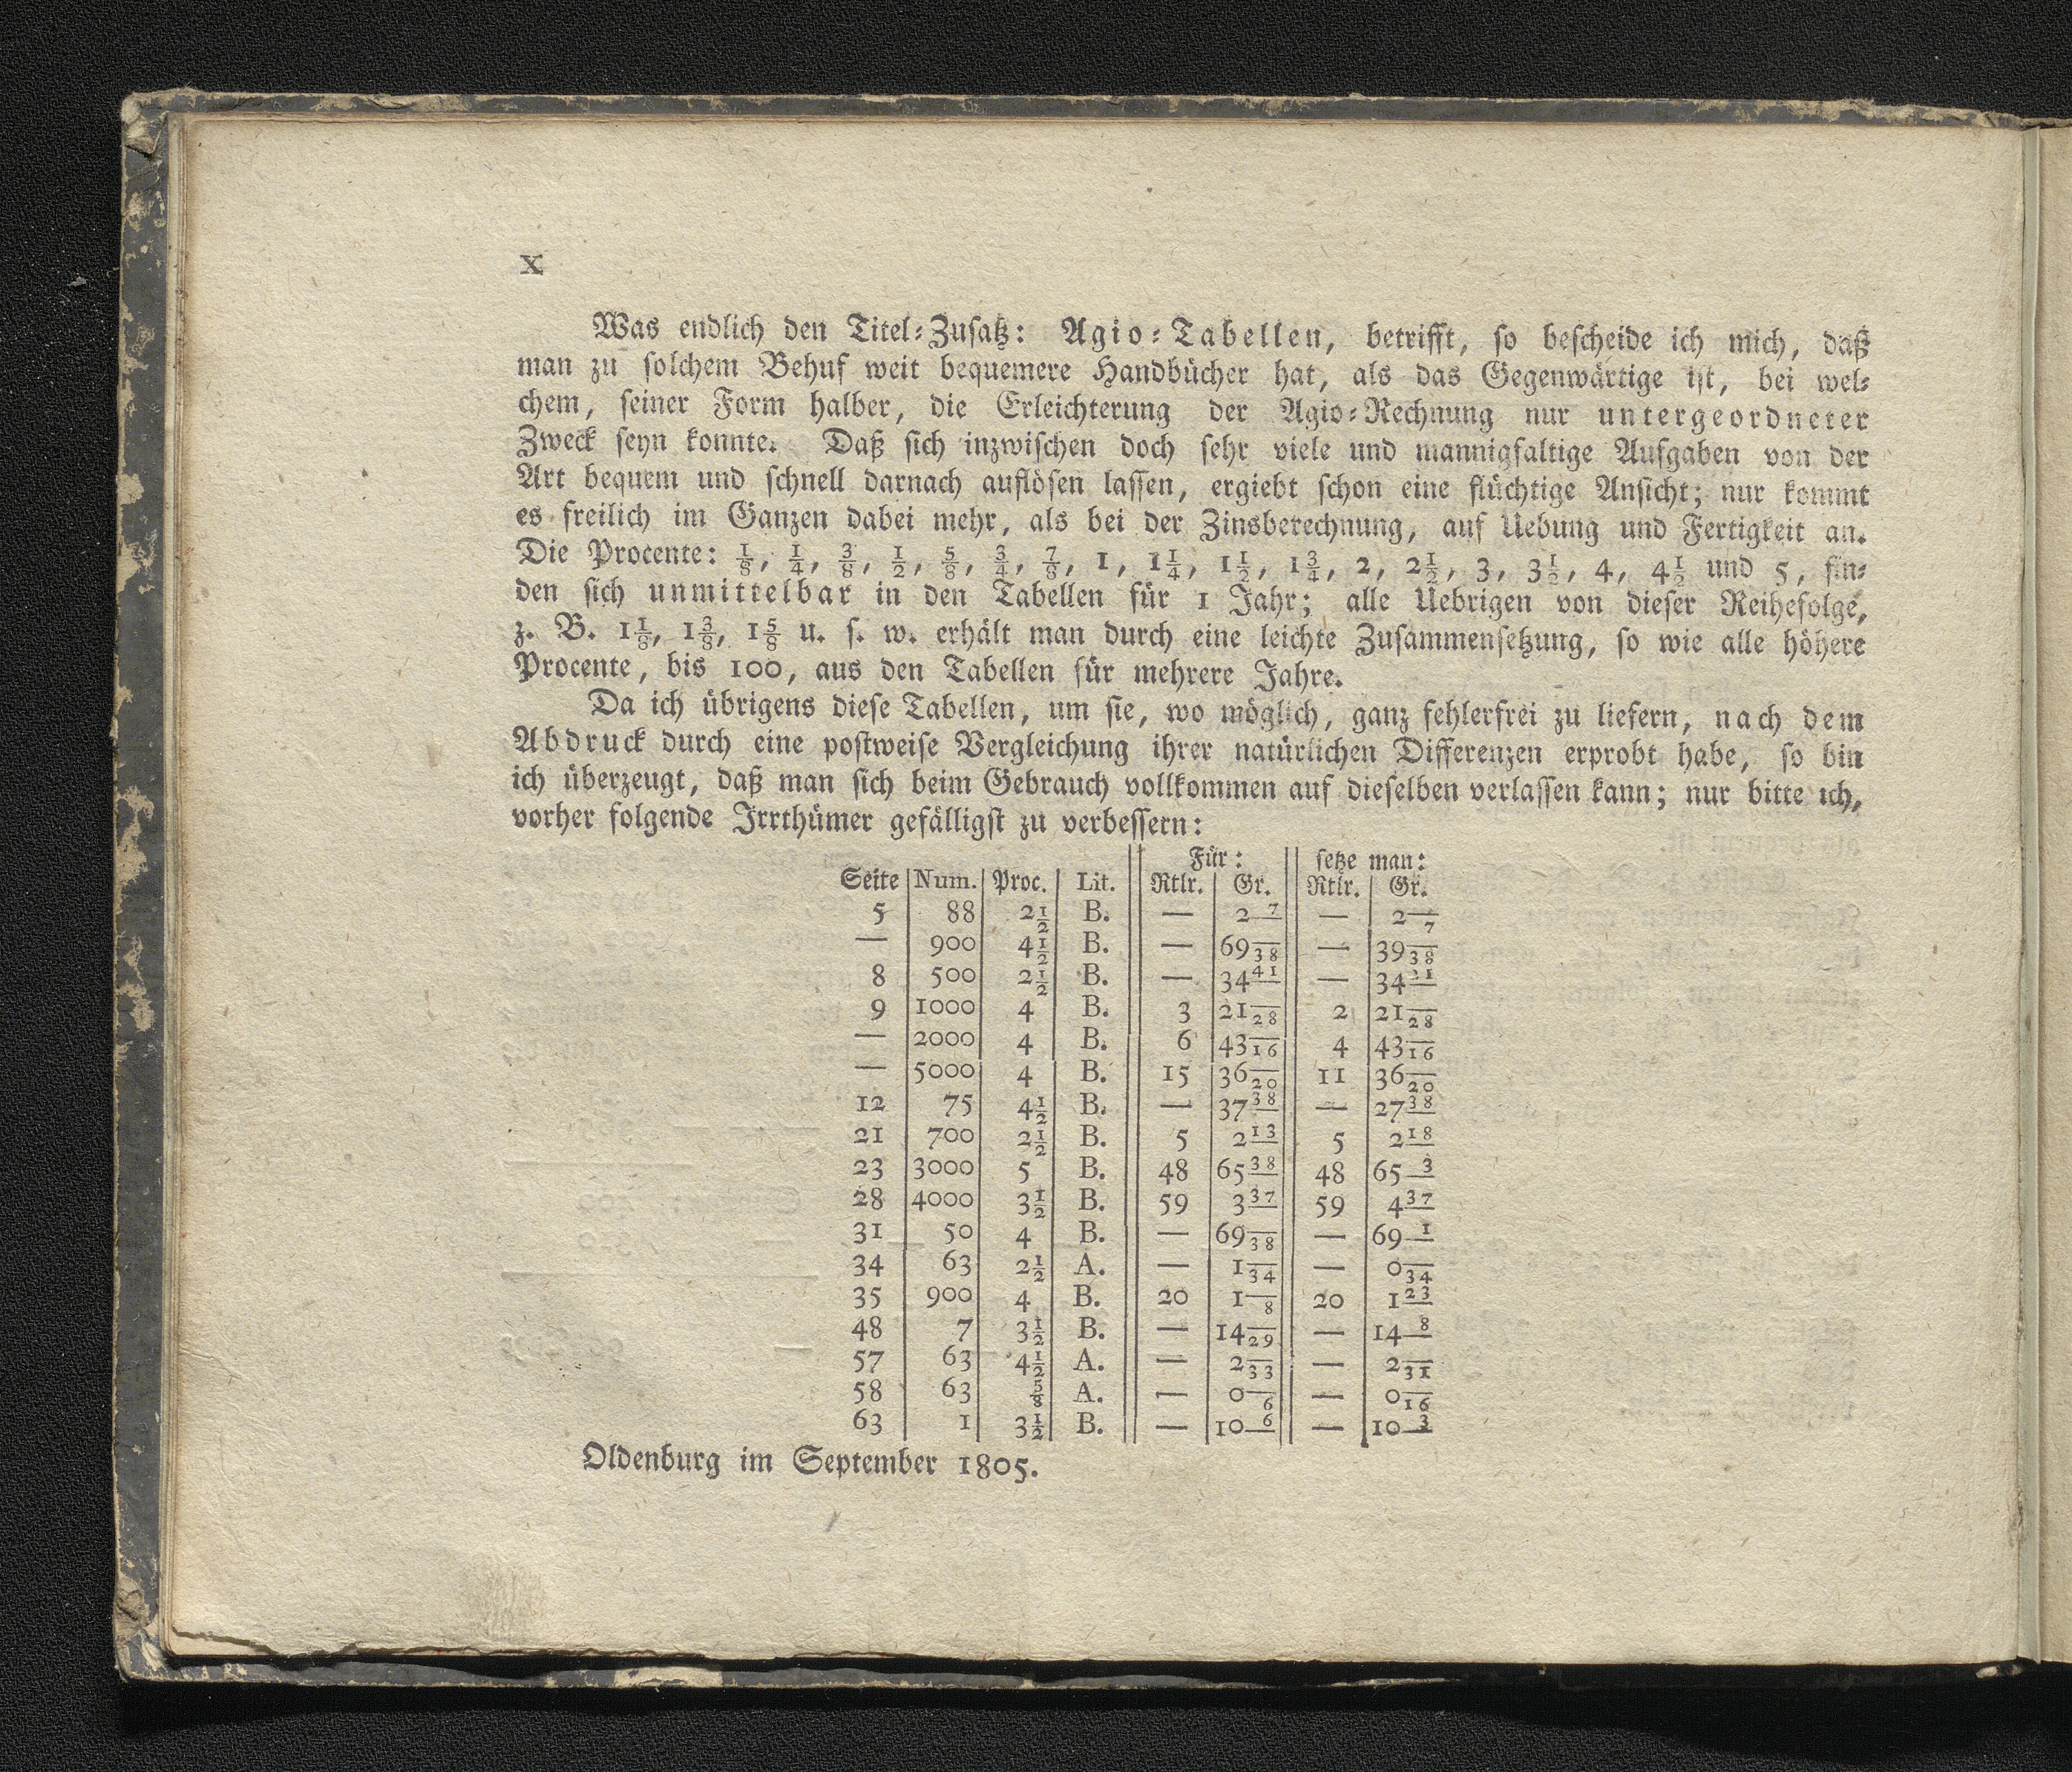 X
Was endlich den Titel⸗Zusatz: Agio⸗Tabellen, betrifft, so bescheide ich mich, daß
man zu solchem Behuf weit bequemere Handbücher hat, als das Gegenwärtige ist, bei wel⸗
chem, seiner Form halber, die Erleichterung der Agio⸗Rechnung nur untergeordneter
Zweck seyn konnte. Daß sich inzwischen doch sehr viele und mannigfaltige Aufgaben von der
Art bequem und schnell darnach auflösen lassen, ergiebt schon eine flüchtige Ansicht; nur kommt
es freilich im Ganzen dabei mehr, als bei der Zinsberechnung, auf Uebung und Fertigkeit an.
Die Procente: 1/8, 1/4, 3/8, 1/2, 5/8, 3/4, 7/8, 1, 1 1/4, 1 1/2, 1 3/4, 2, 2 1/2, 3, 3 1/2, 4, 4 1/2 und 5, fin⸗
den sich unmittelbar in den Tabellen für 1 Jahr; alle Uebrigen von dieser Reihefolge,
z. B. 1 1/8, 1 3/8, 1 5/8 u. s. w. erhält man durch eine leichte Zusammensetzung, so wie alle höhere
Procente, bis 100, aus den Tabellen für mehrere Jahre.
Da ich übrigens diese Tabellen, um sie, wo möglich, ganz fehlerfrei zu liefern, nach dem
Abdruck durch eine postweise Vergleichung ihrer natürlichen Differenzen erprobt habe, so bin
ich überzeugt, daß man sich beim Gebrauch vollkommen auf dieselben verlassen kann; nur bitte ich,
vorher folgende Irrthümer gefälligst zu verbessern:
Für: setze man:
Seite Num. Proc. Lit. Rtlr. Gr. Rtlr. Gr.
5 88 2 1/2 B. — 2 7/— — 2 —/7
— 900 4 1/2 B. — 69 —/38 — 39 —/38
8 500 2 1/2 B. — 34 41/— — 34 21/—
9 1000 4 B. 3 21 —/28 2 21 —/28
— 2000 4 B. 6 43 —/16 4 43 —/16
— 5000 4 B. 15 36 —/20 11 36 —/20
12 75 4 1/2 B. — 37 38/— — 27 38/—
21 700 2 1/2 B. 5 2 13/— 5 2 18/—
23 3000 5 B. 48 65 38/— 48 65 3/—
28 4000 3 1/2 B. 59 3 37/— 59 4 37/—
31 50 4 B. — 69 —/38 — 69 1/—
34 63 2 1/2 A. — 1 —/34 — 0 —/34
35 900 4 B. 20 1 —/8 20 1 23/—
48 7 3 1/2 B. — 14 —/29 — 14 8/—
57 63 4 1/2 A. — 2 —/33 — 2 —/31
58 63 5/8 A. — 0 —/6 — 0 —/16
63 1 3 1/2 B. — 10 6/— — 10 3/—
Oldenburg im September 1805.